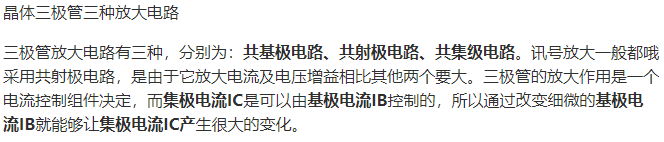 晶体三极管三种放大电路
三极管放大电路有三种，分别为：共基极电路、共射极电路、共集级电路。讯号放大一般都哦
采用共射极电路，是由于它放大电流及电压增益相比其他两个要大。三极管的放大作用是一个
电流控制组件决定，而集极电流IC是可以由基极电流IB控制的，所以通过改变细微的基极电
流IB就能够让集极电流IC产生很大的变化。